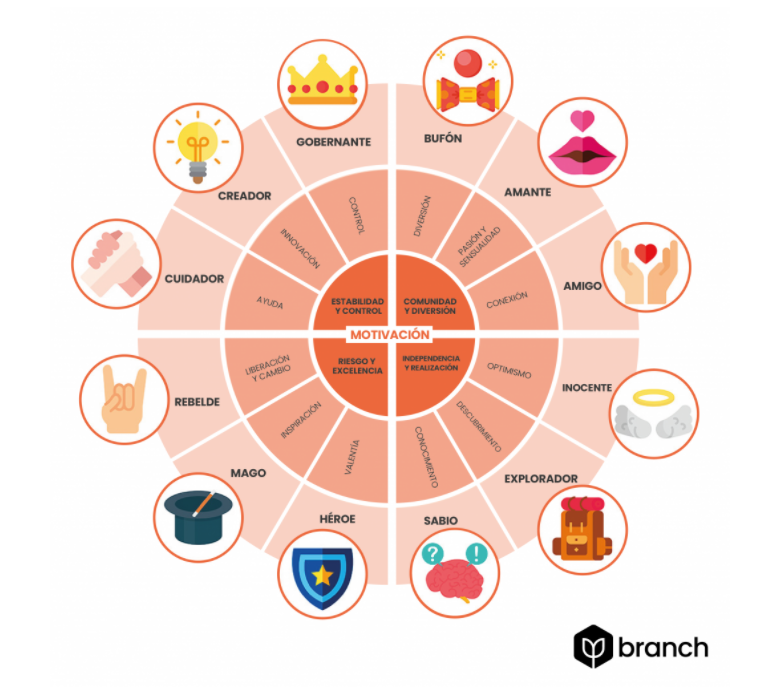 GOBERNANTE
BUFÓN
CREADOR
AMANTE
CONTROL
DIVERSIÓN
INNOVACIÓN
PASIÓN Y
SENSUALIDAD
CUIDADOR
AMIGO
AYUDA
CONEXIÓN
ESTABILIDAD
Y CONTROL
COMUNIDAD
Y DIVERSIÓN
MOTIVACIÓN
RIESGO Y
EXCELENCIA
INDEPENDENCIA
Y REALIZACIÓN
LIBERACIÓN
Y CAMBIO
OPTIMISMO
REBELDE
INOCENTE
INSPIRACIÓN
DESCUBRIMIENTO
VALENTÍA
CONOCIMIENTO
MAGO
EXPLORADOR
HÉROE
SABIO
? !
branch